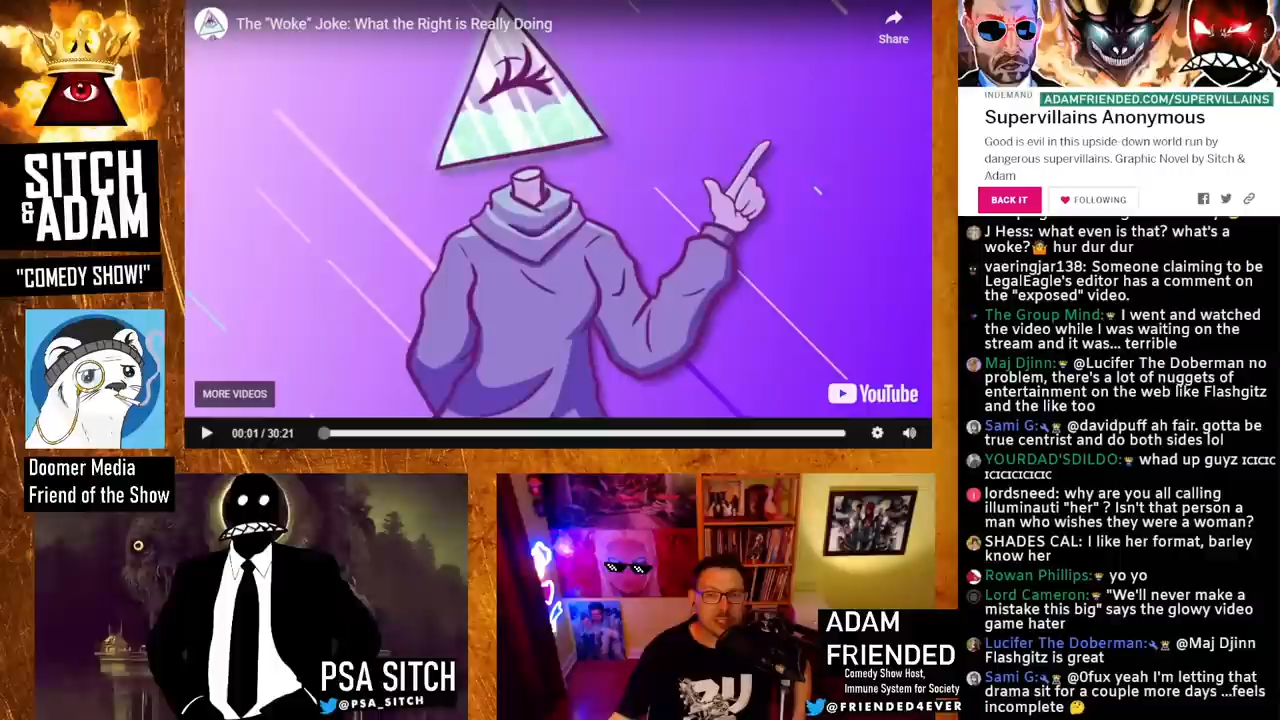 The "Woke" Joke: What the Right is Really Doing
Share
MORE VIDEOS
YouTube
00:01 / 30:21
SITCH
& ADAM
"COMEDY SHOW!"
Doomer Media
Friend of the Show
PSA SITCH
@PSA_SITCH
ADAM
FRIENDED
Comedy Show Host,
Immune System for Society
@FRIENDED4EVER
INDEMAND
ADAMFRIENDED.COM/SUPERVILLAINS
Supervillains Anonymous
Good is evil in this upside-down world run by
dangerous supervillains. Graphic Novel by Sitch &
Adam
BACK IT
FOLLOWING
J Hess: what even is that? what's a
woke?🤷 hur dur dur
vaeringjar138: Someone claiming to be
LegalEagle's editor has a comment on
the "exposed" video.
The Group Mind: I went and watched
the video while I was waiting on the
stream and it was... terrible
Maj Djinn: @Lucifer The Doberman no
problem, there's a lot of nuggets of
entertainment on the web like Flashgitz
and the like too
Sami G: @davidpuff ah fair. gotta be
true centrist and do both sides lol
YOURDAD'SDILDO: whad up guyz ICICIC
ICICICICICIC
lordsneed: why are you all calling
illuminauti "her" ? Isn't that person a
man who wishes they were a woman?
SHADES CAL: I like her format, barley
know her
Rowan Phillips: yo yo
Lord Cameron: "We'll never make a
mistake this big" says the glowy video
game hater
Lucifer The Doberman: @Maj Djinn
Flashgitz is great
Sami G: @0fux yeah I'm letting that
drama sit for a couple more days ...feels
incomplete 🤔